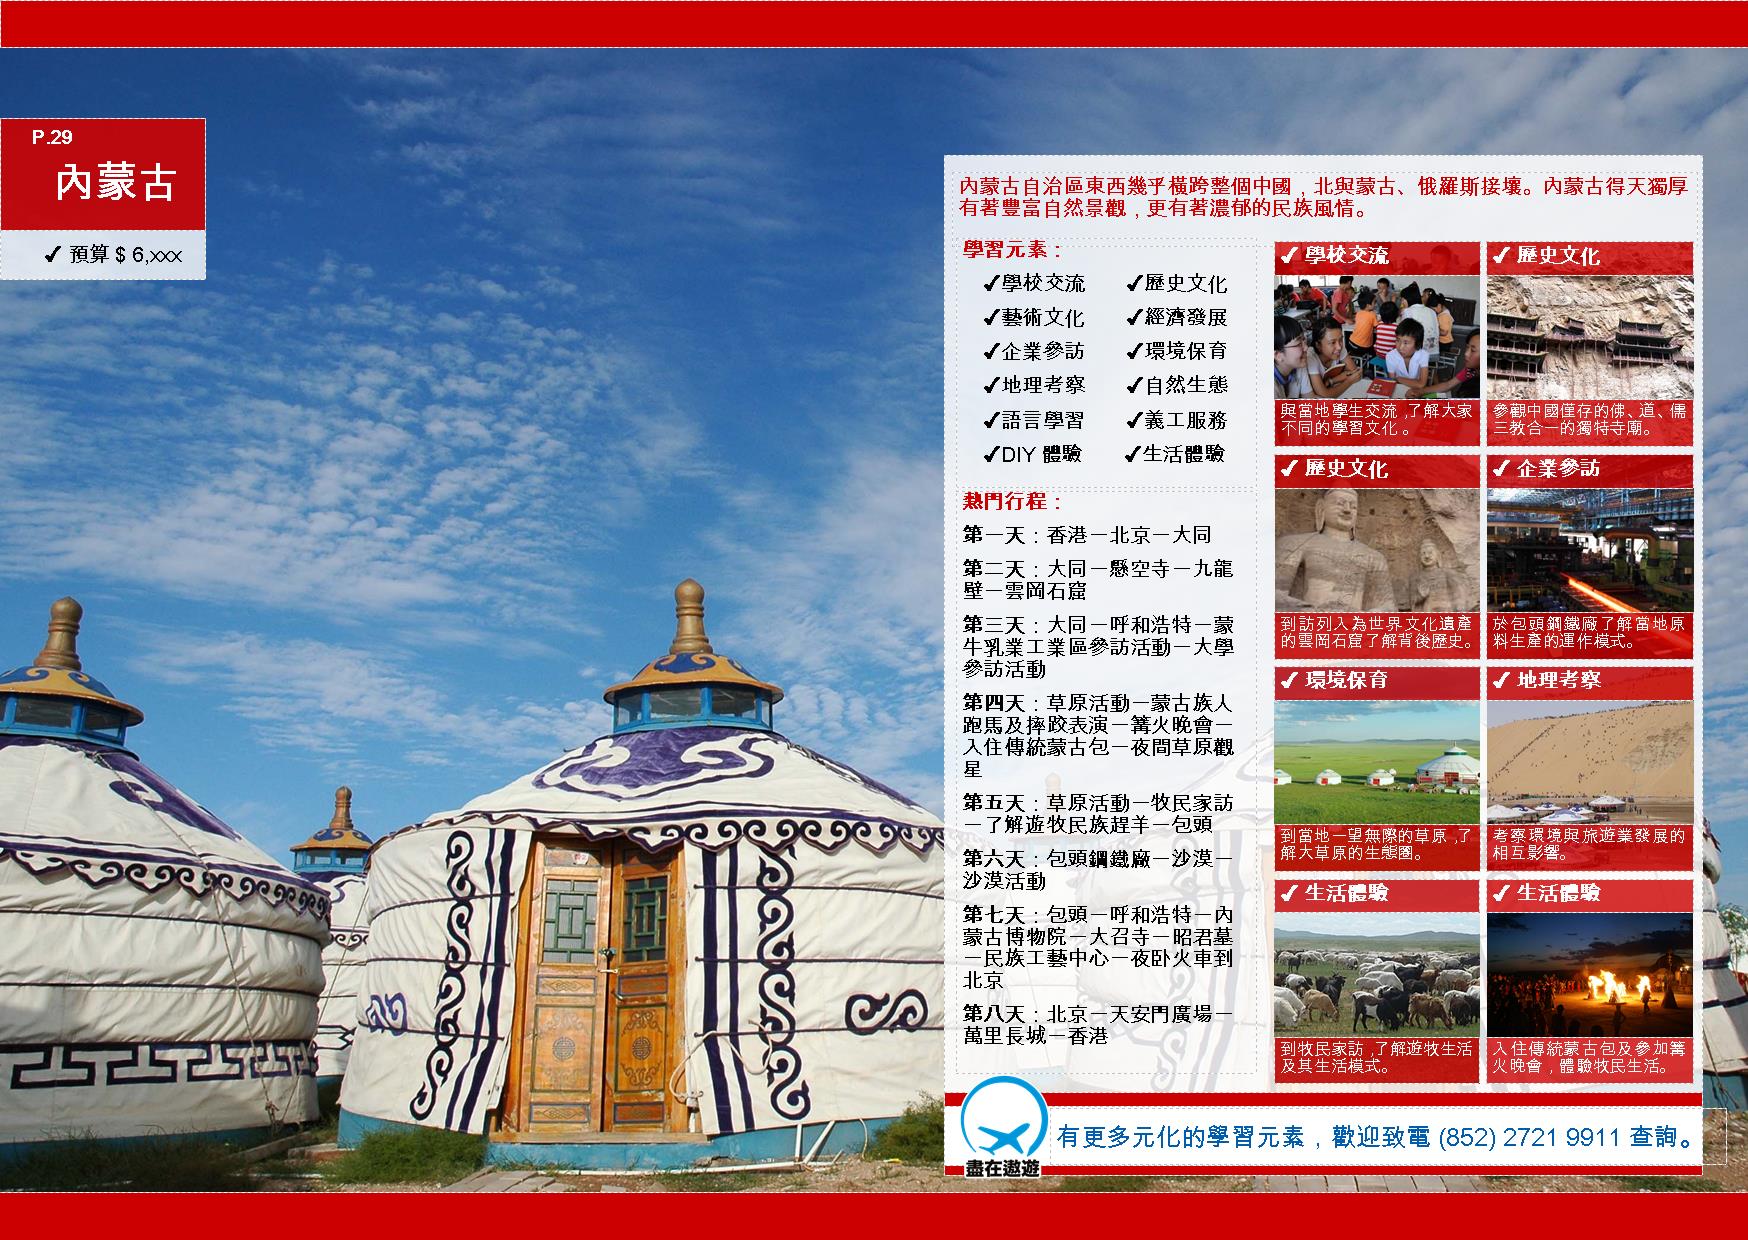 P.29
內蒙古
✓ 預算 $ 6,xxx
內蒙古自治區東西幾乎橫跨整個中國，北與蒙古、俄羅斯接壤。內蒙古得天獨厚
有著豐富自然景觀，更有著濃郁的民族風情。
學習元素：
✓學校交流 ✓歷史文化
✓藝術文化 ✓經濟發展
✓企業參訪 ✓環境保育
✓地理考察 ✓自然生態
✓語言學習 ✓義工服務
✓DIY 體驗 ✓生活體驗
熱門行程：
第一天：香港－北京－大同
第二天：大同－懸空寺－九龍
壁－雲岡石窟
第三天：大同－呼和浩特－蒙
牛乳業工業區參訪活動－大學
參訪活動
第四天：草原活動－蒙古族人
跑馬及摔跤表演－篝火晚會－
入住傳統蒙古包－夜間草原觀
星
第五天：草原活動－牧民家訪
－了解遊牧民族趕羊－包頭
第六天：包頭鋼鐵廠－沙漠－
沙漠活動
第七天：包頭－呼和浩特－內
蒙古博物院－大召寺－昭君墓
－民族工藝中心－夜卧火車到
北京
第八天：北京－天安門廣場－
萬里長城－香港
✓ 學校交流
與當地學生交流,了解大家
不同的學習文化。
✓ 歷史文化
參觀中國僅存的佛、道、儒
三教合一的獨特寺廟。
✓ 歷史文化
到訪列入為世界文化遺產
的雲岡石窟了解背後歷史。
✓ 企業參訪
於包頭鋼鐵廠了解當地原
料生產的運作模式。
✓ 環境保育
到當地一望無際的草原,了
解大草原的生態圈。
✓ 地理考察
考察環境與旅遊業發展的
相互影響。
✓ 生活體驗
到牧民家訪,了解遊牧生活
及其生活模式。
✓ 生活體驗
入住傳統蒙古包及參加篝
火晚會，體驗牧民生活。
盡在遨遊
有更多元化的學習元素，歡迎致電 (852) 2721 9911 查詢。